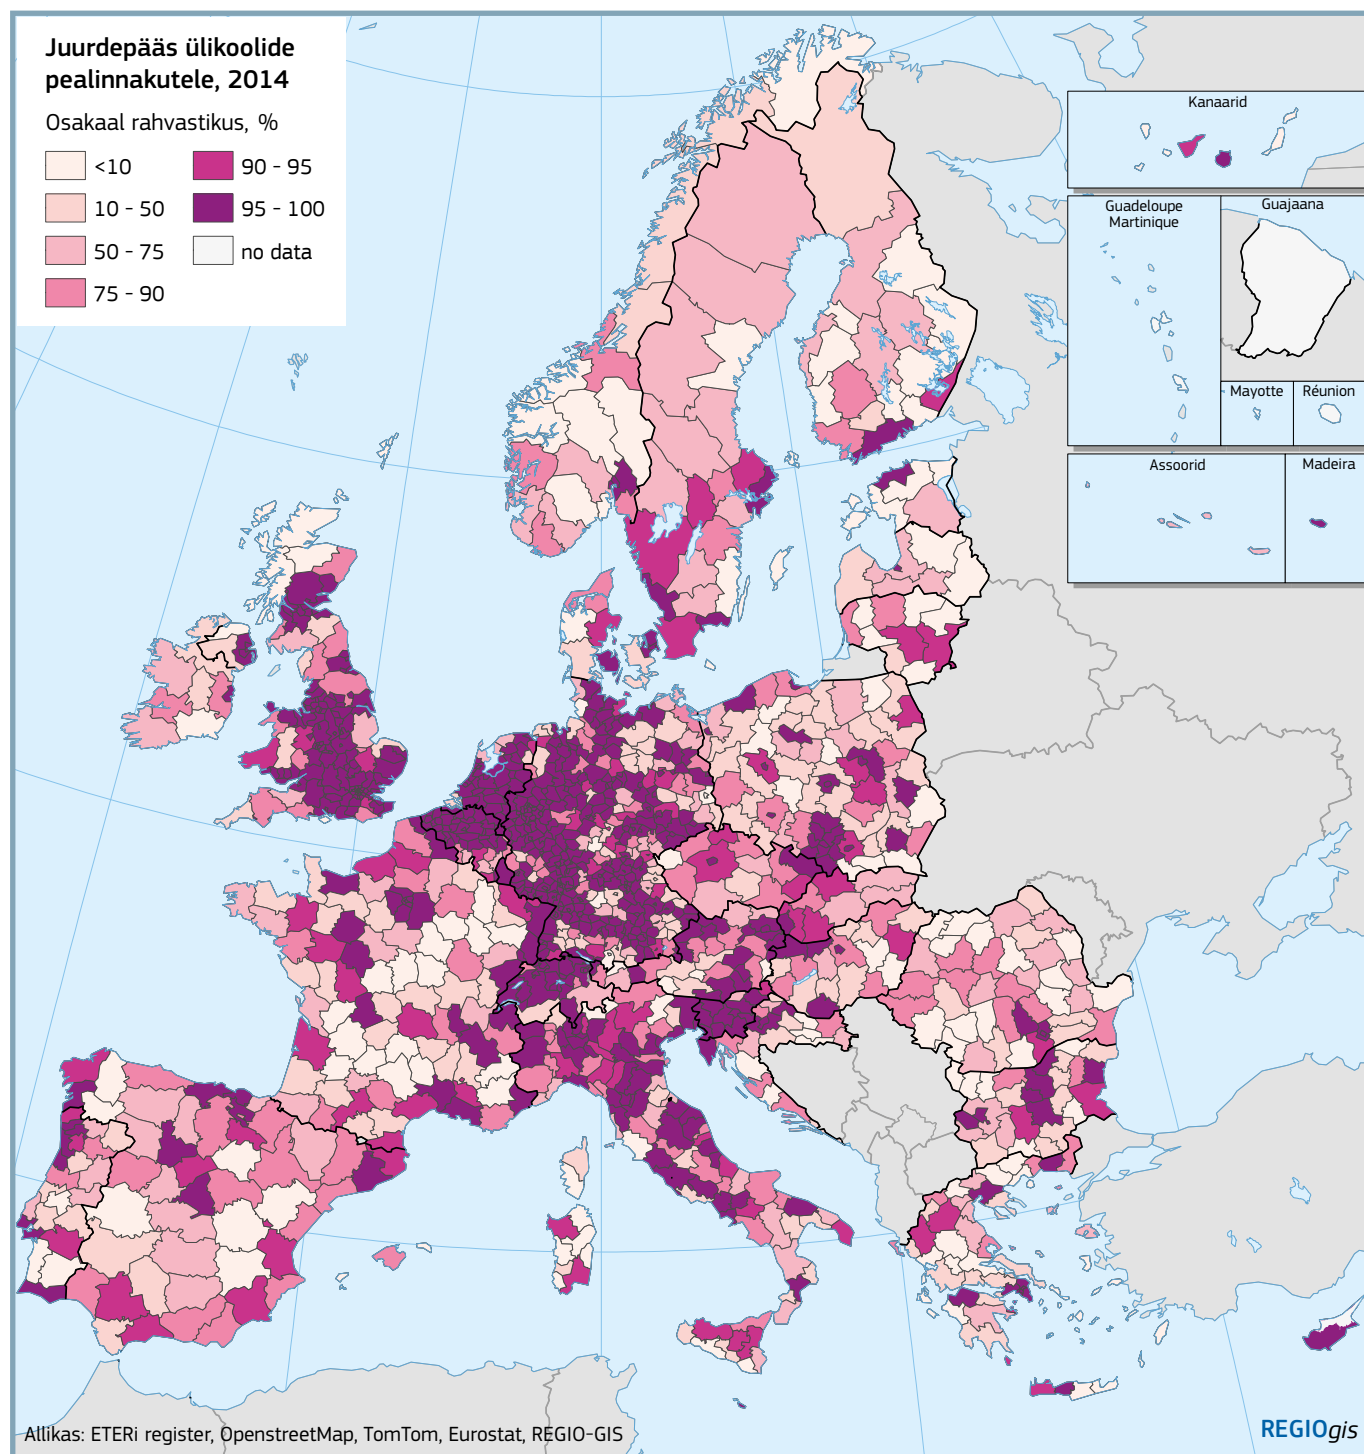 Juurdepääs ülikoolide
pealinnakutele, 2014
Osakaal rahvastikus, %
<10
10 - 50
50 - 75
75 - 90
90 - 95
95 - 100
no data
Kanaarid
Guadeloupe
Martinique
Guajaana
Mayotte
Réunion
Assoorid
Madeira
Allikas: ETERi register, OpenstreetMap, TomTom, Eurostat, REGIO-GIS
REGIOgis